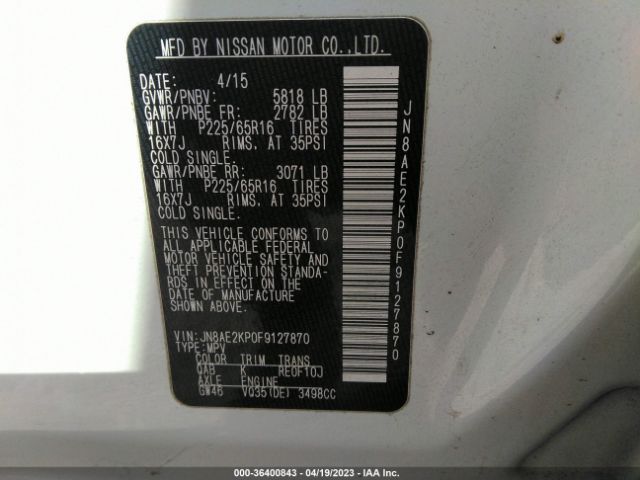 MFD BY NISSAN MOTOR CO.,LTD.
DATE: 4/15
GVWR/PNBV: 5818 LB
GAWR/PNBE FR: 2782 LB
WITH P225/65R16 TIRES
16X7J RIMS. AT 35PSI
COLD SINGLE.
GAWR/PNBE RR: 3071 LB
WITH P225/65R16 TIRES
16X7J RIMS. AT 35PSI
COLD SINGLE.
THIS VEHICLE CONFORMS TO
ALL APPLICABLE FEDERAL
MOTOR VEHICLE SAFETY AND
THEFT PREVENTION STANDA-
RDS IN EFFECT ON THE
DATE OF MANUFACTURE
SHOWN ABOVE.
VIN: JN8AE2KP0F9127870
TYPE: MPV
COLOR TRIM TRANS
QAB K RE0F10J
AXLE ENGINE
GW46 VQ35(DE) 3498CC
JN8AE2KP0F9127870
000-36400843 / 04/19/2023 - IAA Inc.